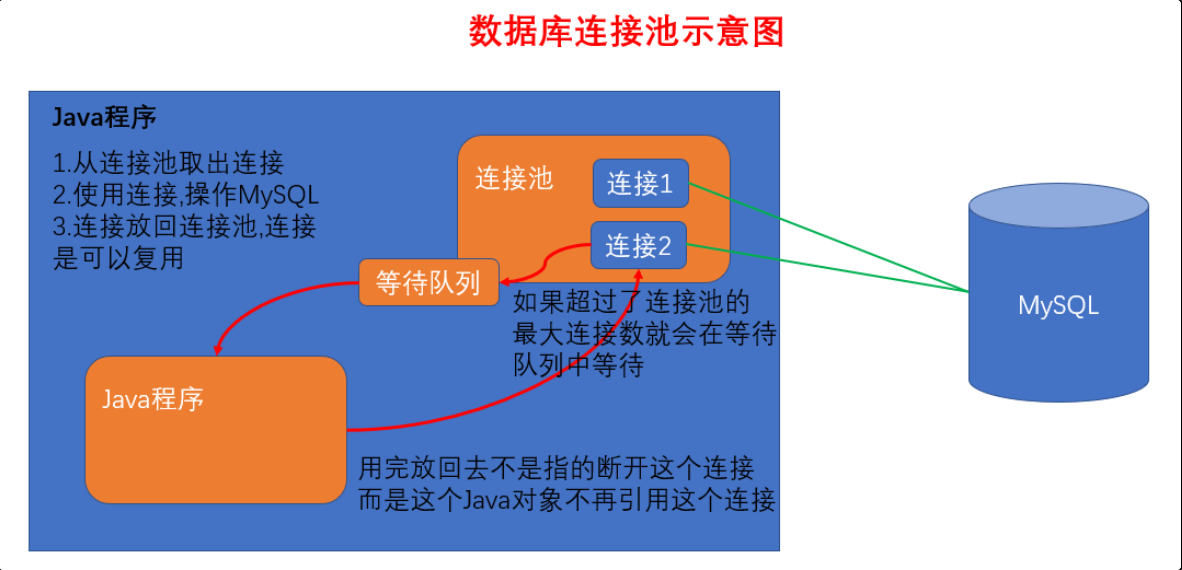 数据库连接池示意图
Java程序
1.从连接池取出连接
2.使用连接,操作MySQL
3.连接放回连接池,连接
是可以复用
连接池
连接1
连接2
等待队列
如果超过了连接池的
最大连接数就会在等待
队列中等待
MySQL
Java程序
用完放回去不是指的断开这个连接
而是这个Java对象不再引用这个连接